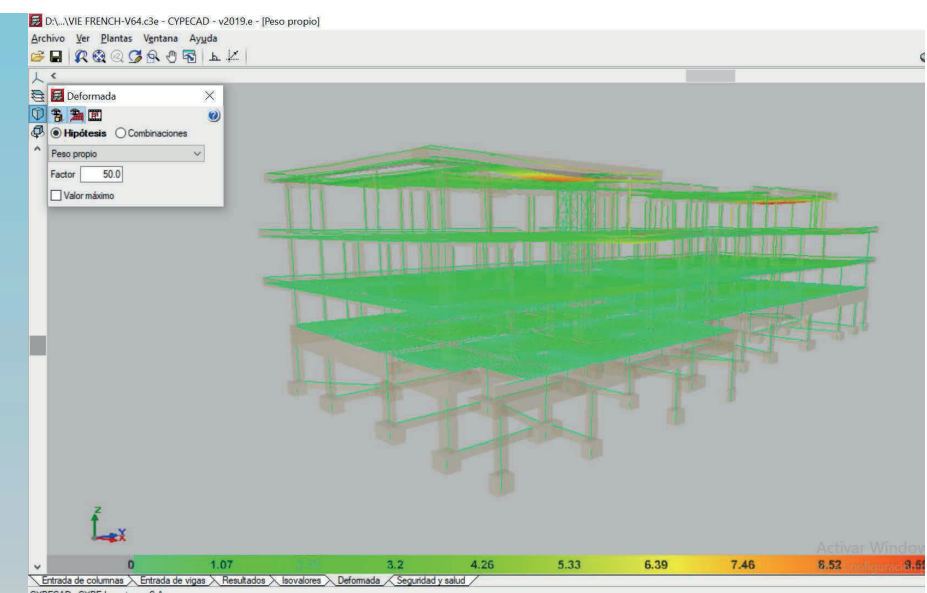 D:\...\VIE FRENCH-V64.c3e - CYPECAD - v2019.e - [Peso propio]
Archivo Ver Plantas Ventana Ayuda
Deformada
Hipótesis Combinaciones
Peso propio
Factor 50.0
Valor máximo
Z
X
Activar Window
0 1.07 3.2 4.26 5.33 6.39 7.46 8.52
Entrada de columnas Entrada de vigas Resultados Isovalores Deformada Seguridad y salud